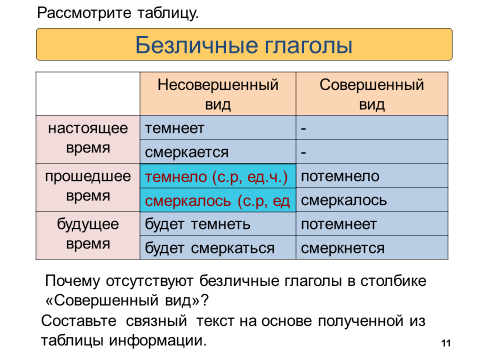 Рассмотрите таблицу.
Безличные глаголы
Несовершенный вид
Совершенный вид
настоящее время
темнеет
-
смеркается
-
прошедшее время
темнело (с.р, ед.ч.)
потемнело
смеркалось (с.р, ед
смеркалось
будущее время
будет темнеть
потемнеет
будет смеркаться
смеркнется
Почему отсутствуют безличные глаголы в столбике
«Совершенный вид»?
Составьте связный текст на основе полученной из
таблицы информации.
11